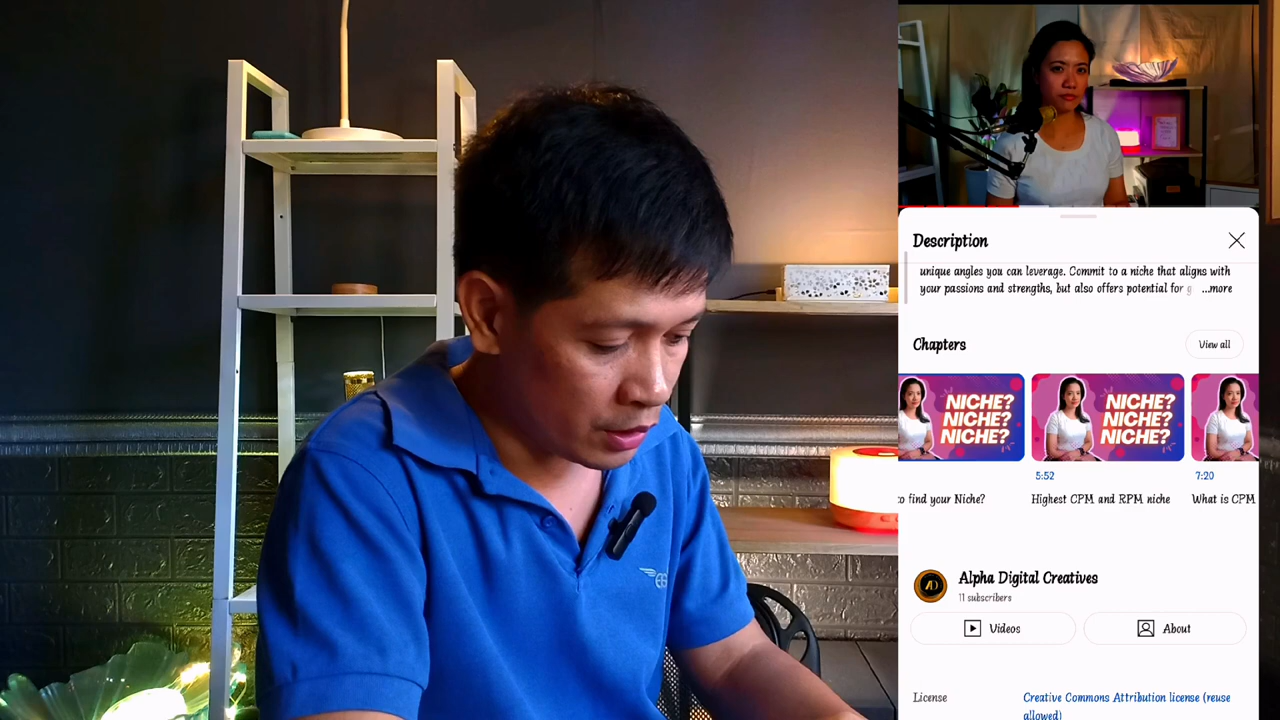 Description
unique angles you can leverage. Commit to a niche that aligns with
your passions and strengths, but also offers potential for g ...more
Chapters
View all
NICHE?
NICHE?
NICHE?
NICHE?
NICHE?
NICHE?
5:52
7:20
o find your Niche?
Highest CPM and RPM niche
What is CPM
AD
Alpha Digital Creatives
11 subscribers
Videos
About
License
Creative Commons Attribution license (reuse
allowed)